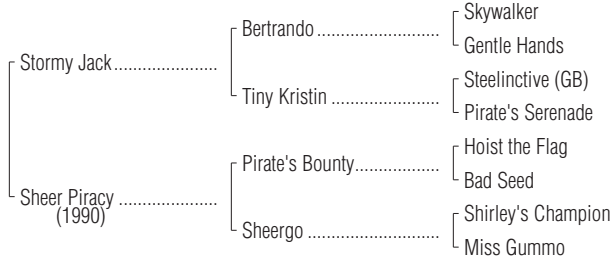 Skywalker
Bertrando
Gentle Hands
Stormy Jack
Steelinctive (GB)
Tiny Kristin
Pirate's Serenade
Hoist the Flag
Pirate's Bounty
Bad Seed
Sheer Piracy
(1990)
Shirley's Champion
Sheergo
Miss Gummo